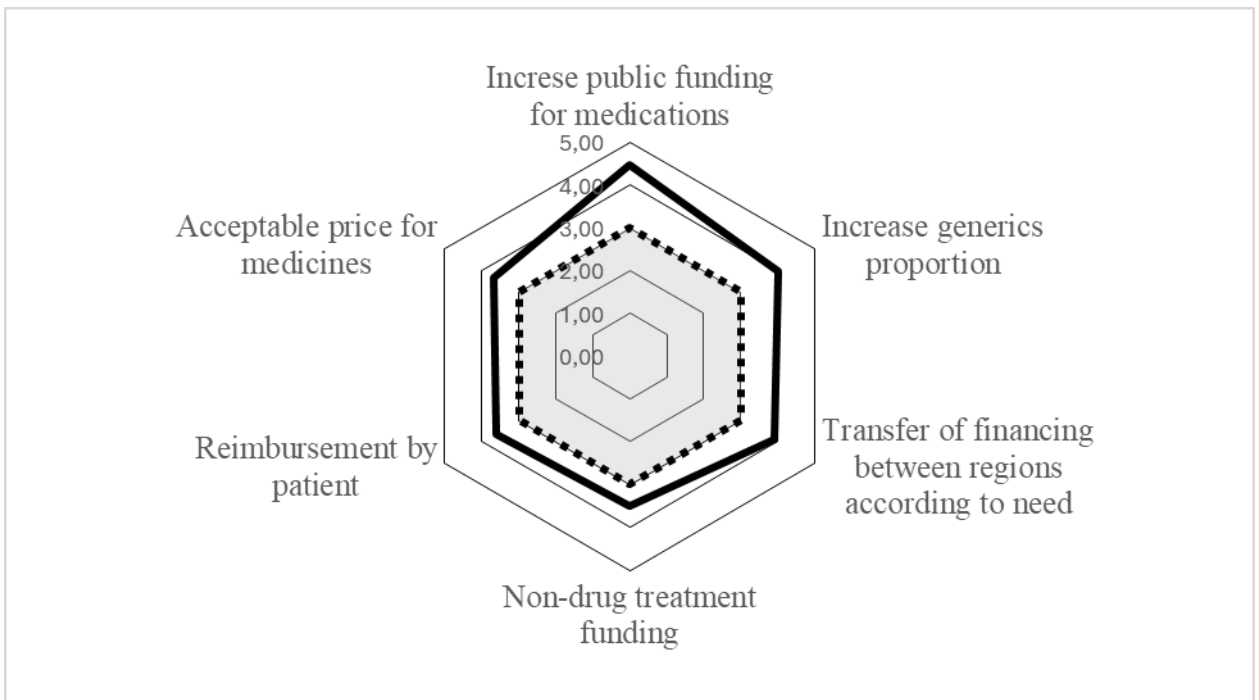 Increse public funding
for medications
5,00
4,00
3,00
2,00
1,00
0,00
Increase generics
proportion
Transfer of financing
between regions
according to need
Non-drug treatment
funding
Reimbursement by
patient
Acceptable price for
medicines